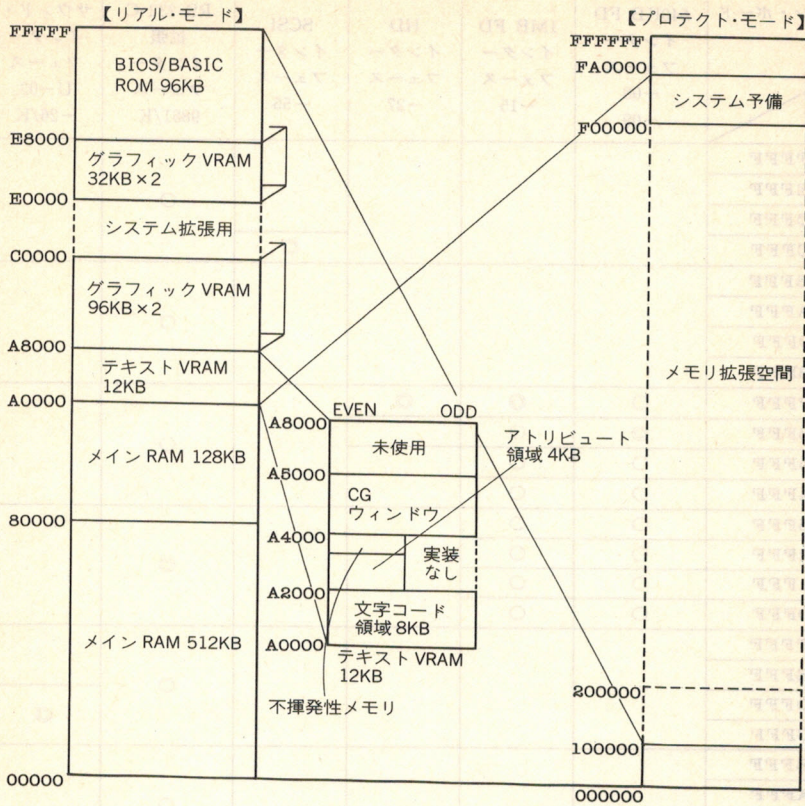 【リアル・モード】
FFFFF
BIOS/BASIC
ROM 96KB
E8000
グラフィック VRAM
32KB×2
E0000
システム拡張用
C0000
グラフィック VRAM
96KB×2
A8000
テキスト VRAM
12KB
A0000
メイン RAM 128KB
80000
メイン RAM 512KB
00000
EVEN ODD
A8000
未使用
A5000
CG
ウィンドウ
A4000
実装
なし
A2000
文字コード
領域 8KB
A0000
テキスト VRAM
12KB
不揮発性メモリ
アトリビュート
領域 4KB
【プロテクト・モード】
FFFFFF
FA0000
システム予備
F00000
メモリ拡張空間
200000
100000
000000